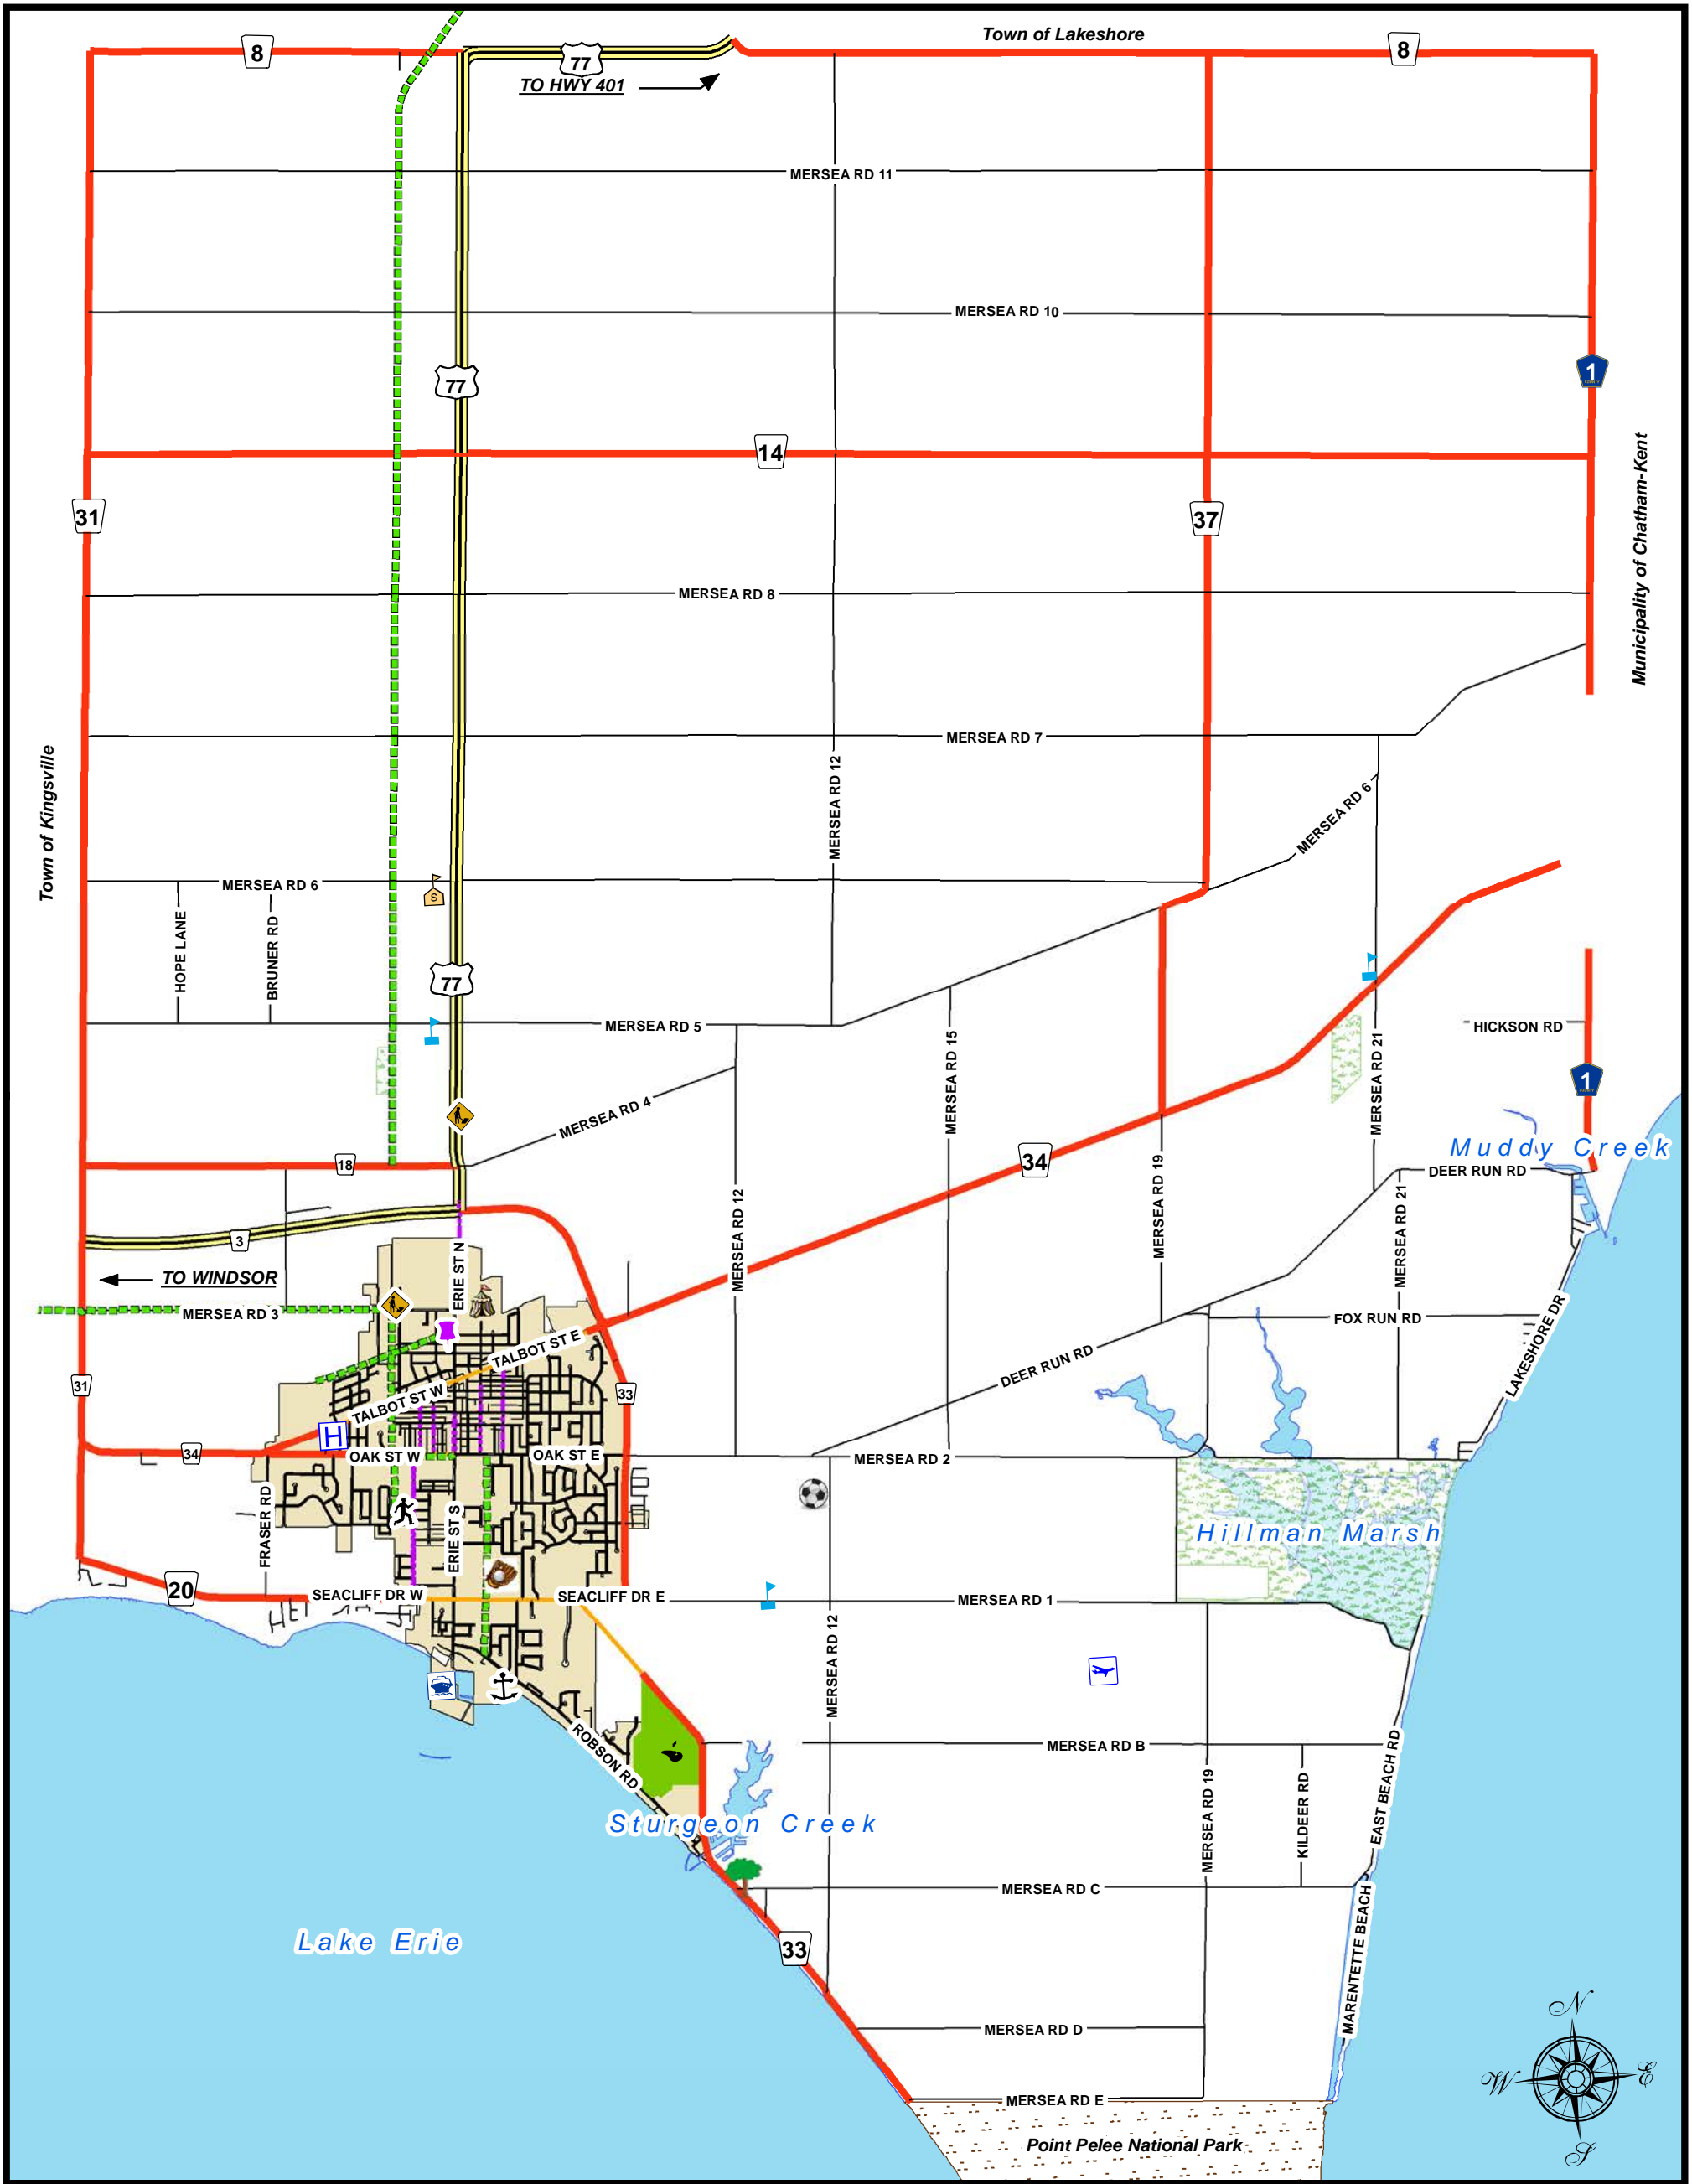 Town of Lakeshore
8
77
8
TO HWY 401
MERSEA RD 11
MERSEA RD 10
77
1
COUNTY
14
31
37
Municipality of Chatham-Kent
MERSEA RD 8
MERSEA RD 7
Town of Kingsville
MERSEA RD 12
MERSEA RD 6
MERSEA RD 6
S
HOPE LANE
BRUNER RD
77
MERSEA RD 5
MERSEA RD 15
MERSEA RD 21
HICKSON RD
1
MERSEA RD 4
Muddy Creek
18
34
DEER RUN RD
MERSEA RD 12
MERSEA RD 19
MERSEA RD 21
3
ERIE ST N
TO WINDSOR
MERSEA RD 3
FOX RUN RD
LAKESHORE DR
TALBOT ST E
DEER RUN RD
31
TALBOT ST W
33
H
34
OAK ST W
OAK ST E
MERSEA RD 2
FRASER RD
ERIE ST S
Hillman Marsh
20
SEACLIFF DR W
SEACLIFF DR E
MERSEA RD 1
MERSEA RD 12
ROBSON RD
MERSEA RD B
EAST BEACH RD
MERSEA RD 19
KILDEER RD
Sturgeon Creek
MERSEA RD C
Lake Erie
33
MARENTETTE BEACH
MERSEA RD D
N
W
E
S
MERSEA RD E
Point Pelee National Park